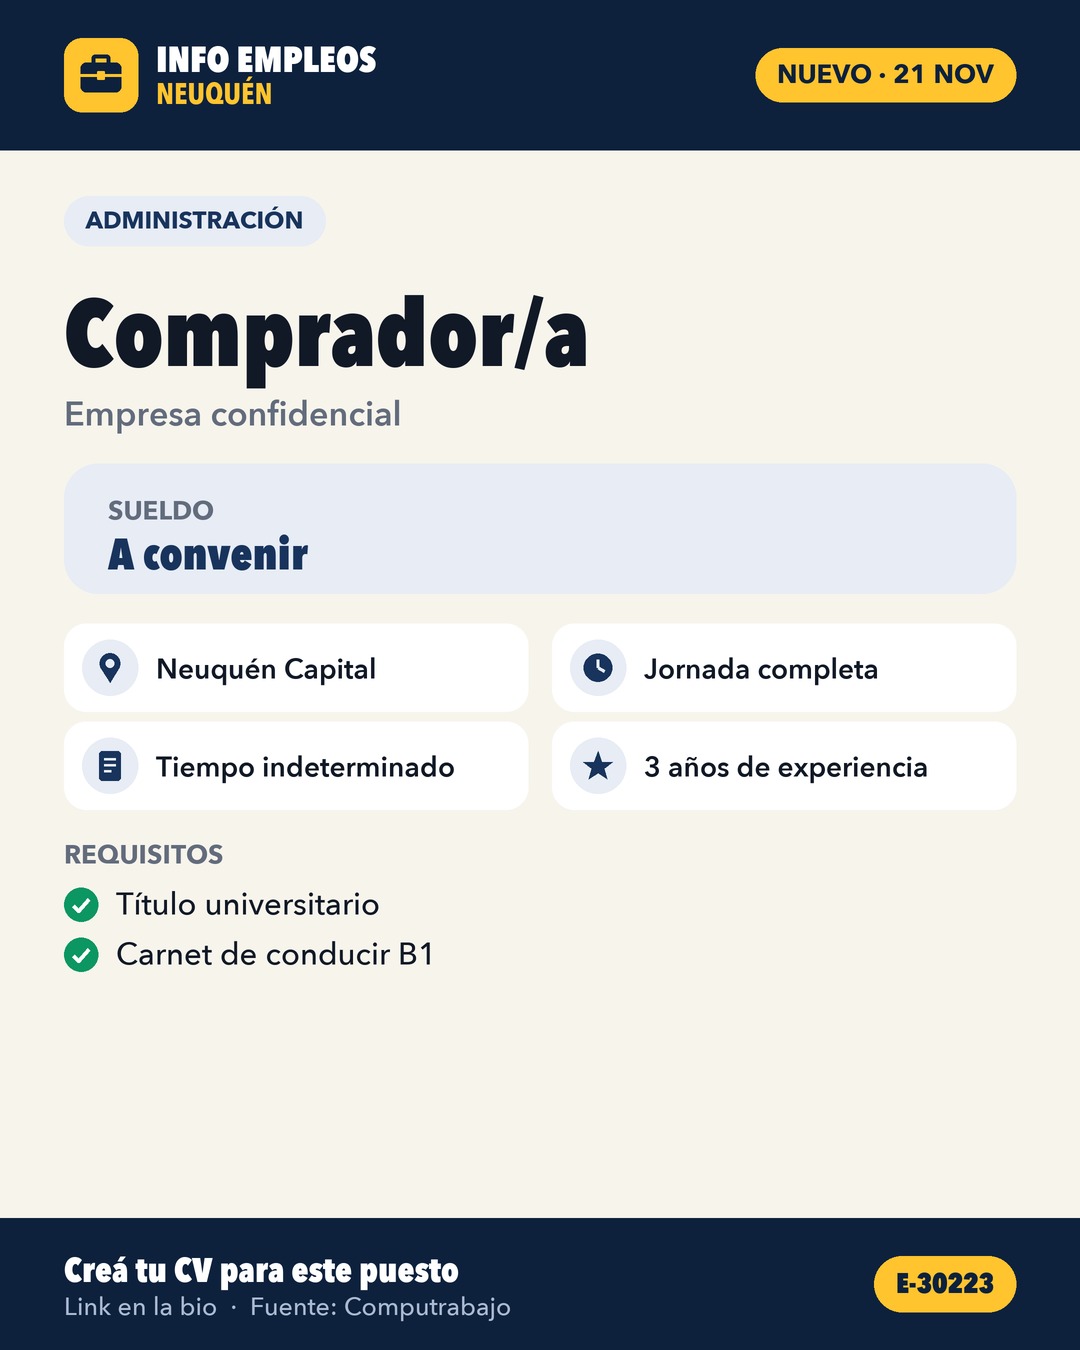 INFO EMPLEOS
NEUQUÉN
NUEVO · 21 NOV
ADMINISTRACIÓN
Comprador/a
Empresa confidencial
SUELDO
A convenir
Neuquén Capital
Jornada completa
Tiempo indeterminado
3 años de experiencia
REQUISITOS
Título universitario
Carnet de conducir B1
Creá tu CV para este puesto
Link en la bio · Fuente: Computrabajo
E-30223